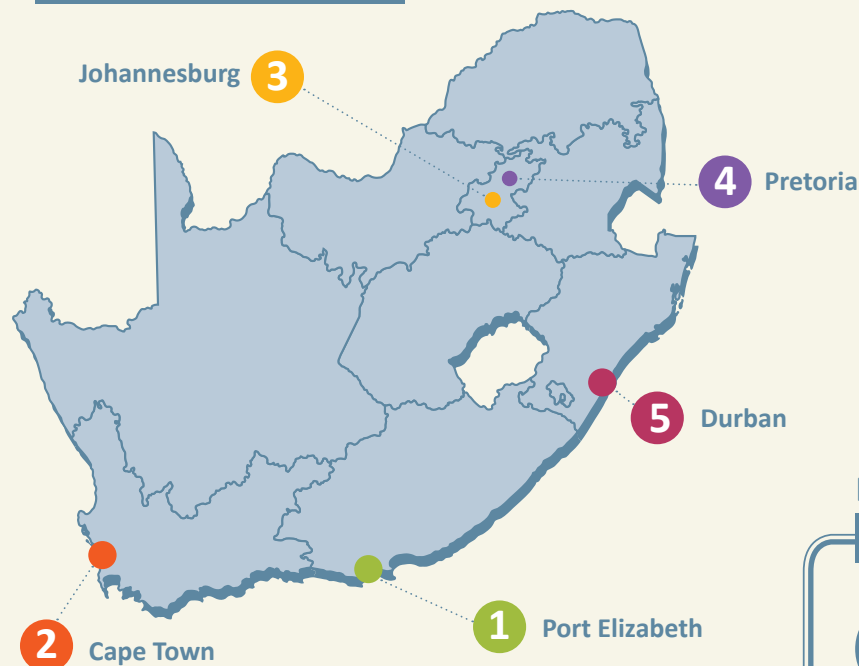 Johannesburg 3
4 Pretoria
5 Durban
1 Port Elizabeth
2 Cape Town